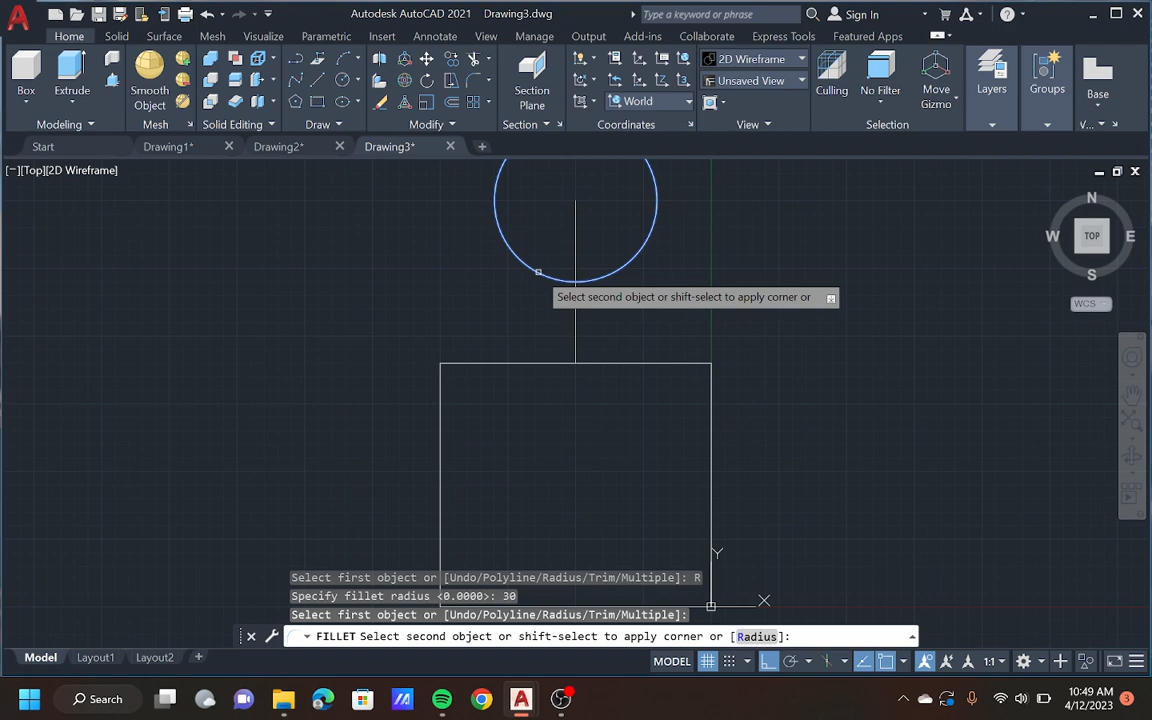 Autodesk AutoCAD 2021 Drawing3.dwg Type a keyword or phrase Sign In
Home Solid Surface Mesh Visualize Parametric Insert Annotate View Manage Output Add-ins Collaborate Express Tools Featured Apps
Box Extrude Smooth Object Section Plane 2D Wireframe Unsaved View World Culling No Filter Move Gizmo Layers Groups Base
Modeling Mesh Solid Editing Draw Modify Section Coordinates View Selection V...
Start Drawing1* Drawing2* Drawing3*
[−][Top][2D Wireframe]
N
W TOP E
S
WCS
Select second object or shift-select to apply corner or
Y
X
Select first object or [Undo/Polyline/Radius/Trim/Multiple]: R
Specify fillet radius <0.0000>: 30
Select first object or [Undo/Polyline/Radius/Trim/Multiple]:
FILLET Select second object or shift-select to apply corner or [Radius]:
Model Layout1 Layout2 MODEL 1:1
Search
10:49 AM
4/12/2023
3